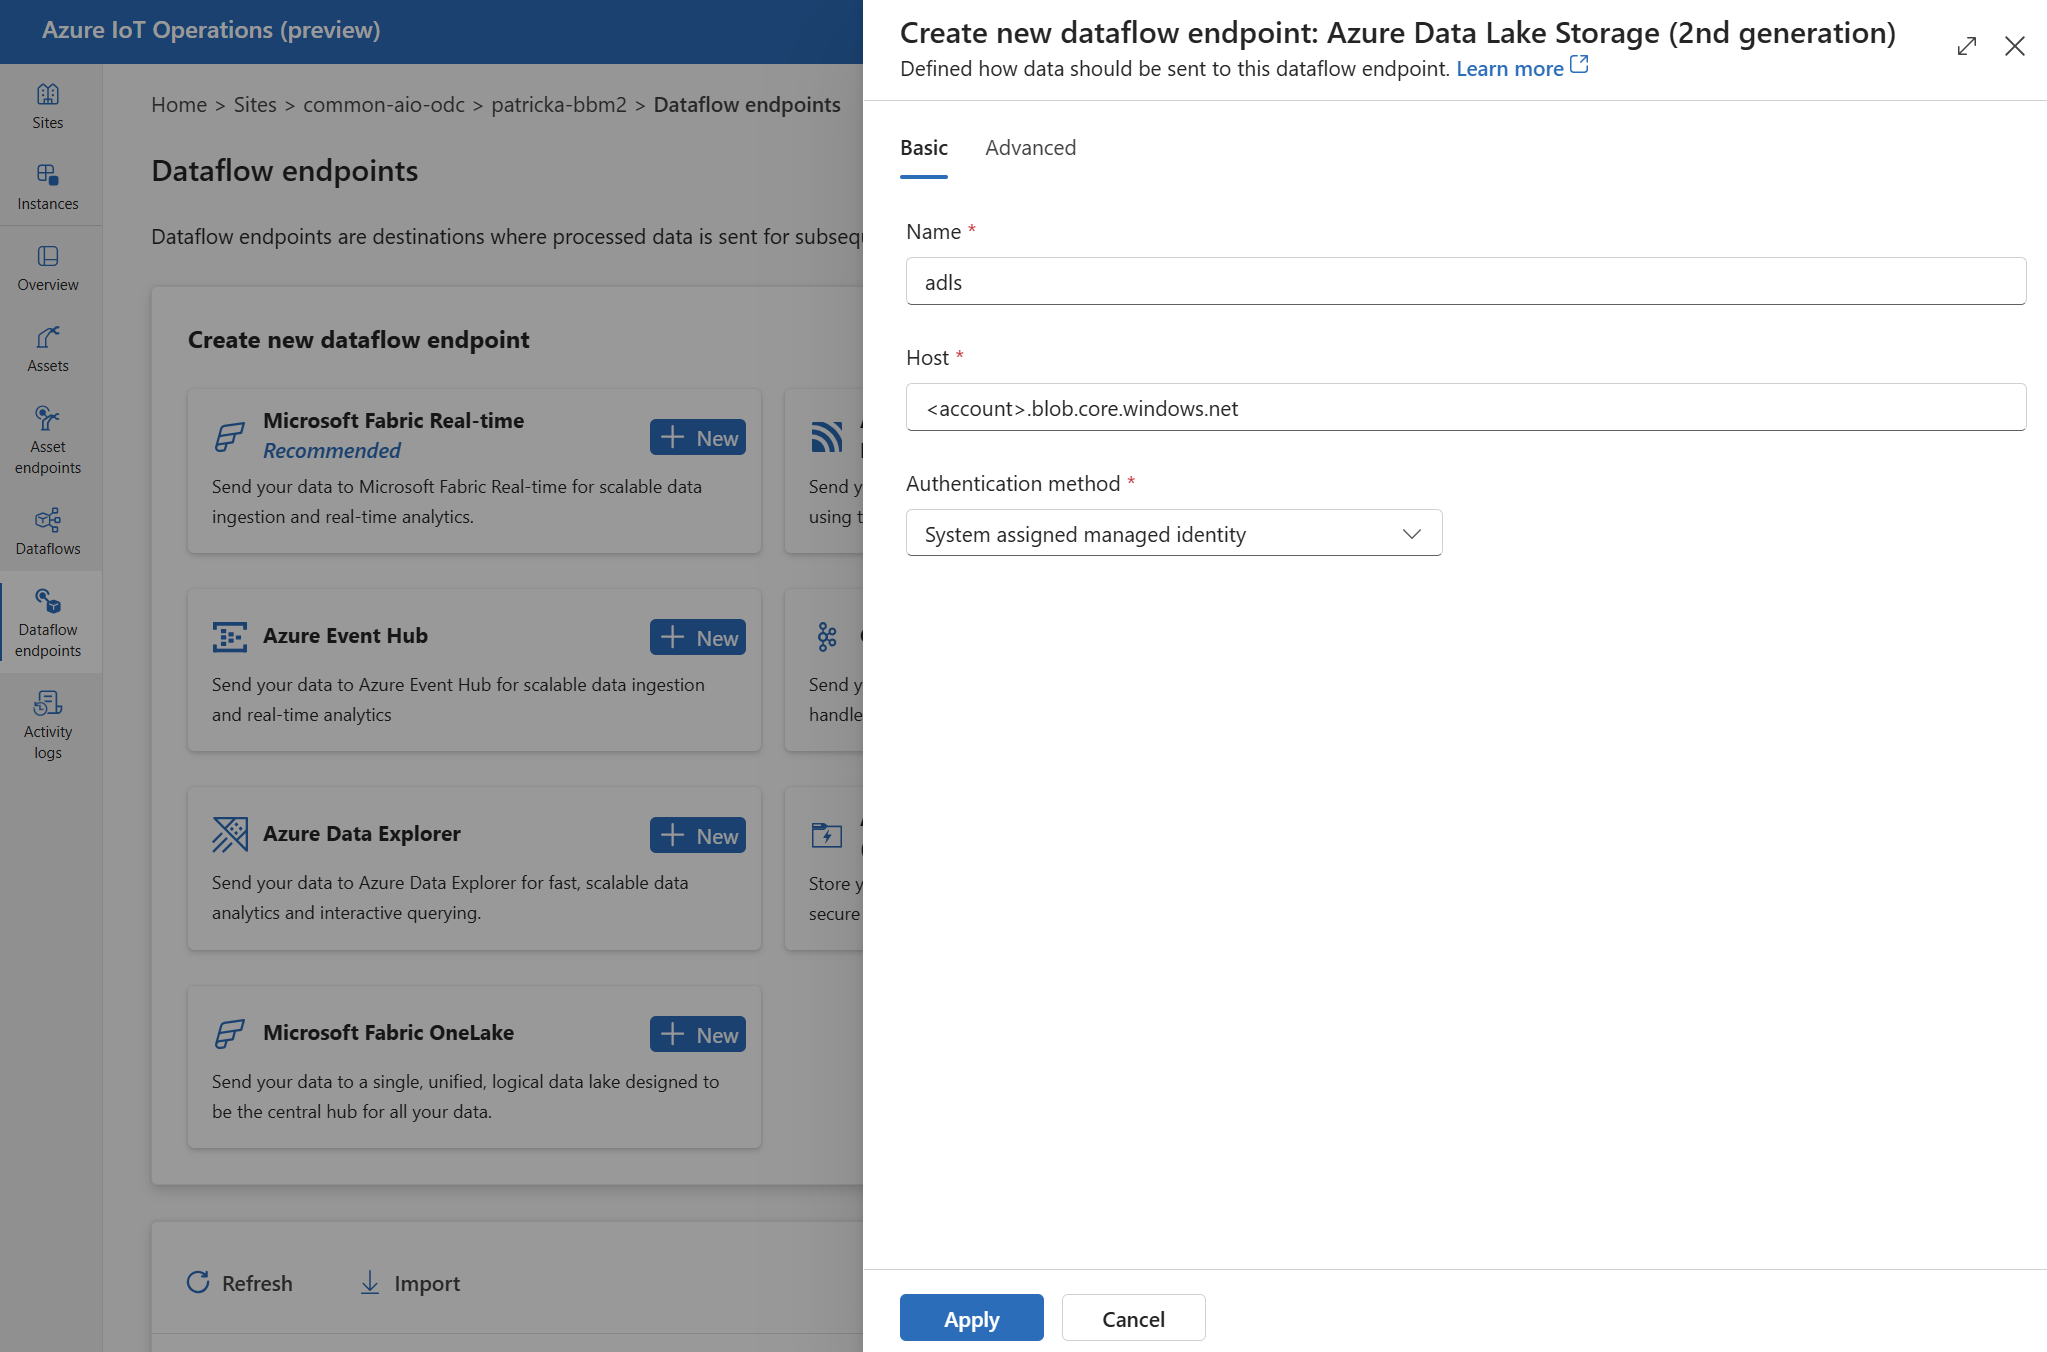 Azure IoT Operations (preview)
Sites
Instances
Overview
Assets
Asset
endpoints
Dataflows
Dataflow
endpoints
Activity
logs
Home > Sites > common-aio-odc > patricka-bbm2 > Dataflow endpoints
Dataflow endpoints
Dataflow endpoints are destinations where processed data is sent for
Create new dataflow endpoint
Microsoft Fabric Real-time
Recommended
New
Send your data to Microsoft Fabric Real-time for scalable data
ingestion and real-time analytics.
Send
using
Azure Event Hub
New
Send your data to Azure Event Hub for scalable data ingestion
and real-time analytics
Send
handle
Azure Data Explorer
New
Send your data to Azure Data Explorer for fast, scalable data
analytics and interactive querying.
Store
secure
Microsoft Fabric OneLake
New
Send your data to a single, unified, logical data lake designed to
be the central hub for all your data.
Refresh
Import
Create new dataflow endpoint: Azure Data Lake Storage (2nd generation)
Defined how data should be sent to this dataflow endpoint. Learn more
Basic
Advanced
Name *
adls
Host *
<account>.blob.core.windows.net
Authentication method *
System assigned managed identity
Apply
Cancel